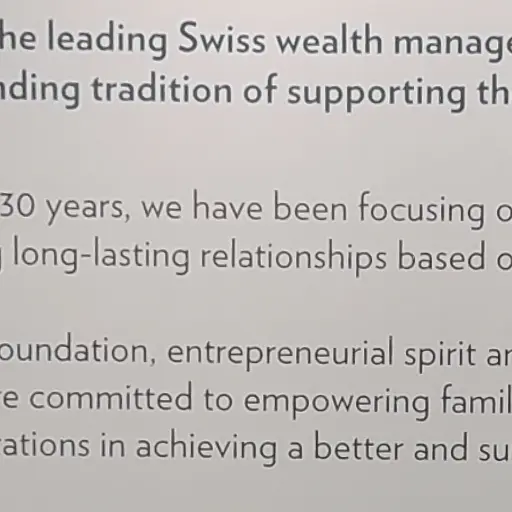 he leading Swiss wealth manage
nding tradition of supporting th
30 years, we have been focusing o
long-lasting relationships based o
oundation, entrepreneurial spirit an
e committed to empowering famil
ations in achieving a better and su